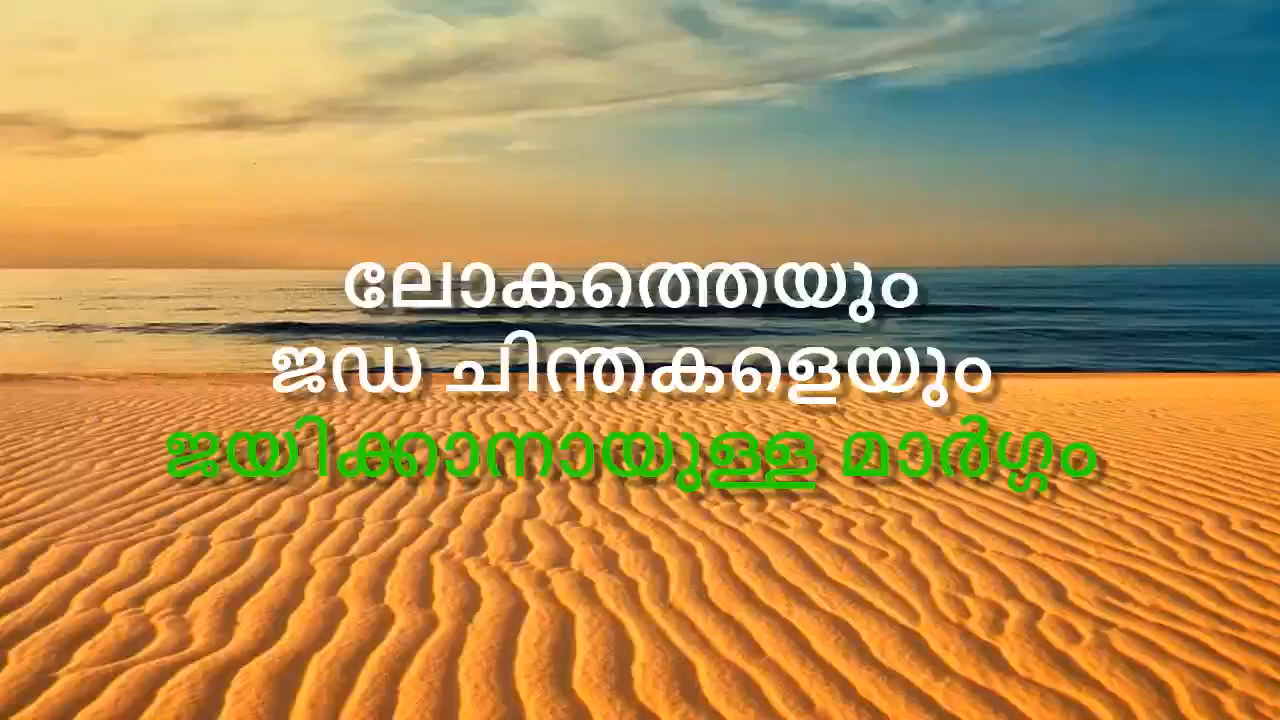 ലോകത്തെയും
ജഡ ചിന്തകളെയും
ജയിക്കാനായുള്ള മാർഗ്ഗം